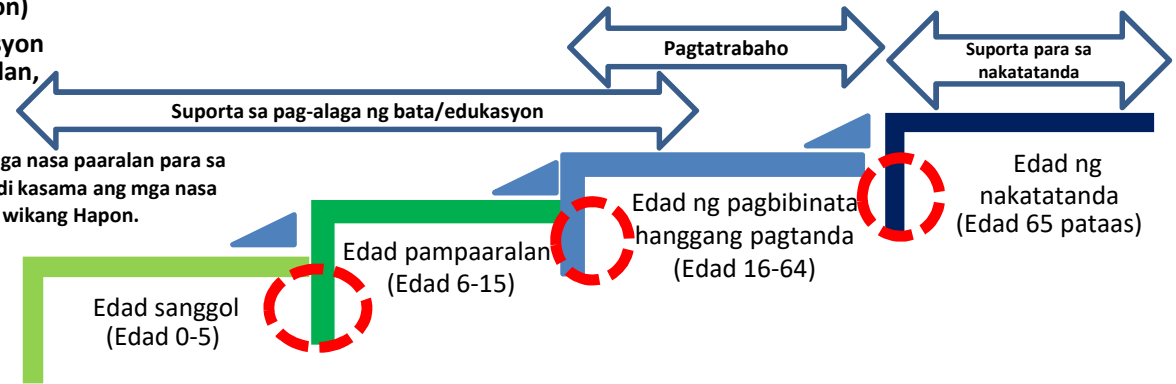 on)
syon
lan,
Pagtatrabaho
Suporta para sa
nakatatanda
Suporta sa pag-alaga ng bata/edukasyon
ga nasa paaralan para sa
di kasama ang mga nasa
wikang Hapon.
Edad ng
nakatatanda
(Edad 65 pataas)
Edad ng pagbibinata
hanggang pagtanda
(Edad 16-64)
Edad pampaaralan
(Edad 6-15)
Edad sanggol
(Edad 0-5)